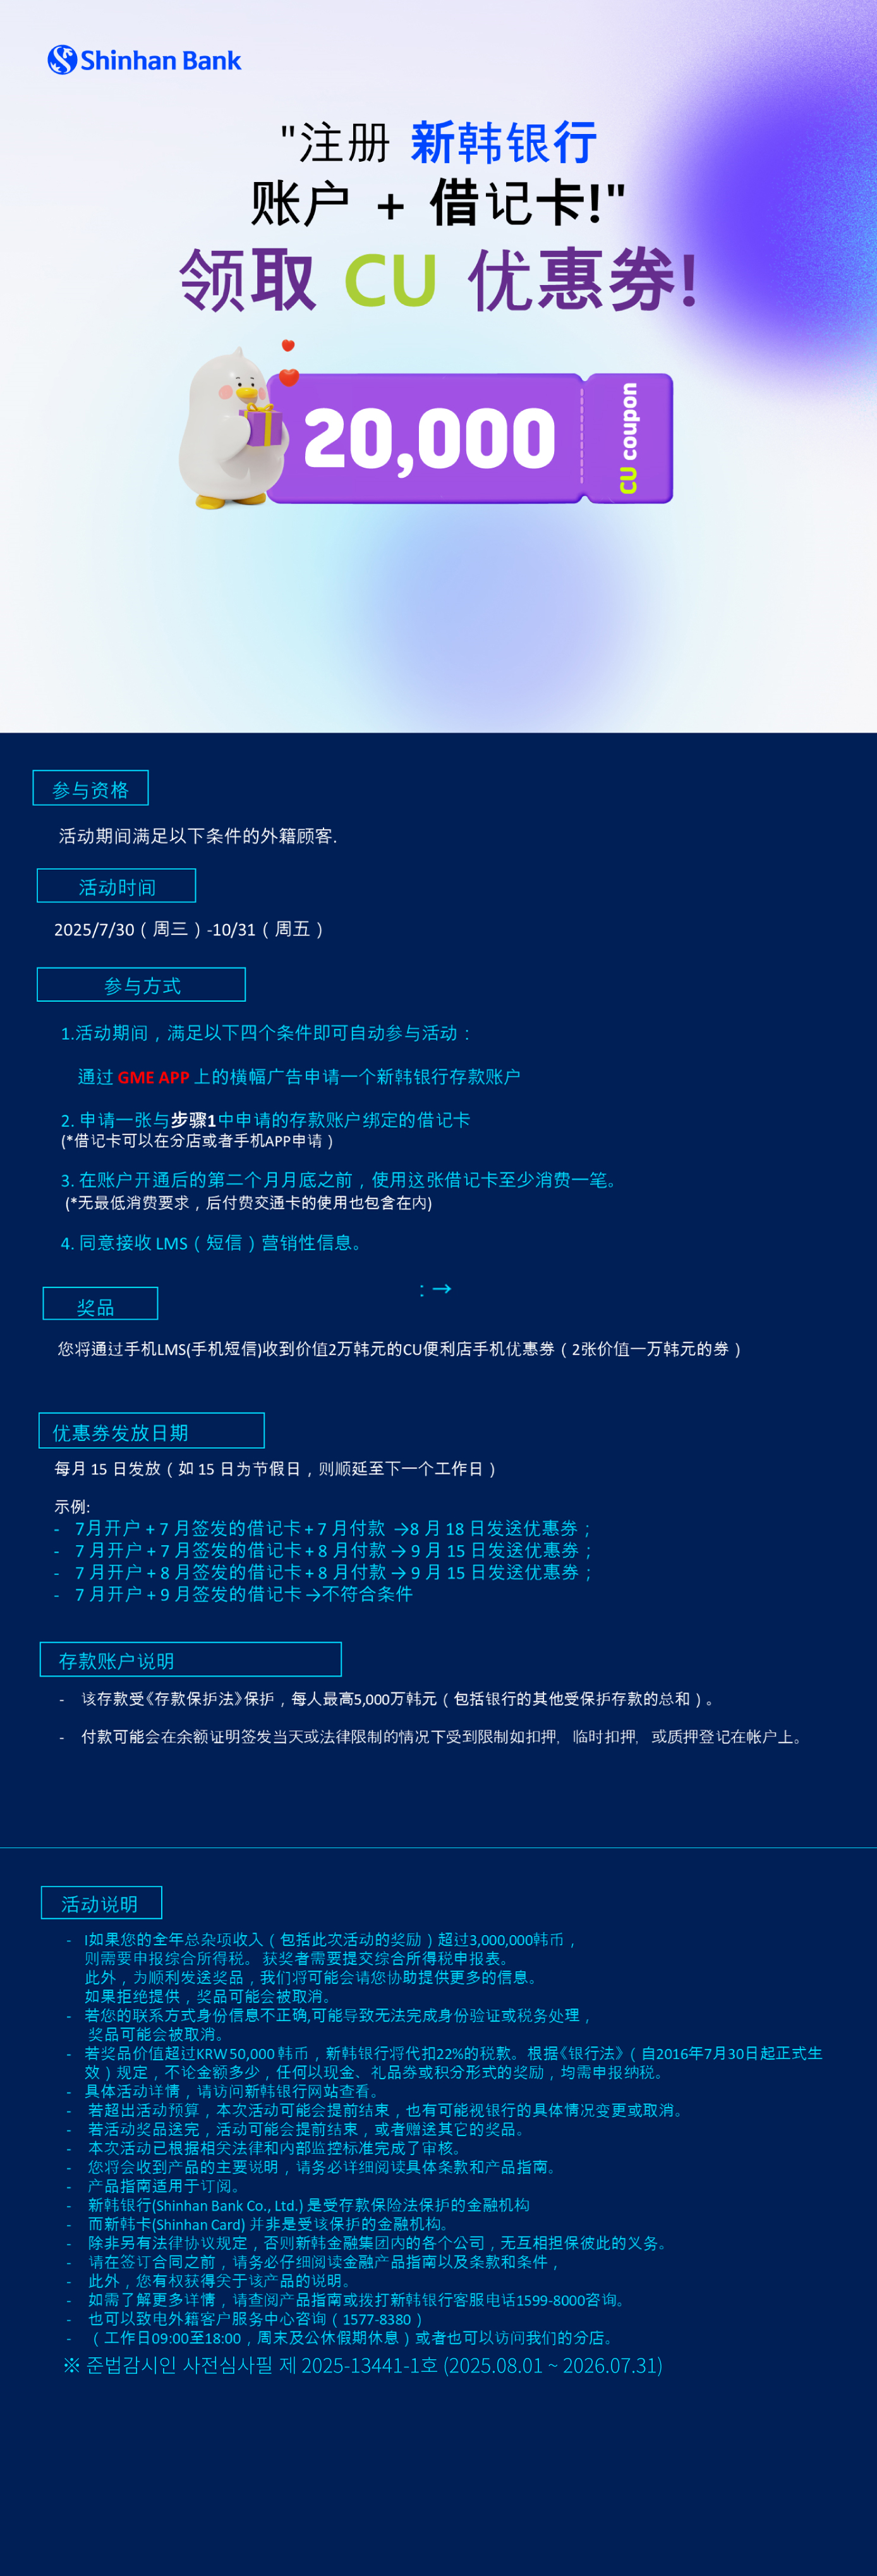 Shinhan Bank
"注册 新韩银行
账户 + 借记卡!"
领取 CU 优惠券!
20,000
CU coupon
参与资格
活动期间满足以下条件的外籍顾客.
活动时间
2025/7/30（周三）-10/31（周五）
参与方式
1.活动期间，满足以下四个条件即可自动参与活动：
通过 GME APP 上的横幅广告申请一个新韩银行存款账户
2. 申请一张与步骤1中申请的存款账户绑定的借记卡
(*借记卡可以在分店或者手机APP申请）
3. 在账户开通后的第二个月月底之前，使用这张借记卡至少消费一笔。
(*无最低消费要求，后付费交通卡的使用也包含在内)
4. 同意接收 LMS（短信）营销性信息。
：→
奖品
您将通过手机LMS(手机短信)收到价值2万韩元的CU便利店手机优惠券（2张价值一万韩元的券）
优惠券发放日期
每月 15 日发放（如 15 日为节假日，则顺延至下一个工作日）
示例:
- 7月开户 + 7 月签发的借记卡 + 7 月付款 →8 月 18 日发送优惠券；
- 7 月开户 + 7 月签发的借记卡 + 8 月付款 → 9 月 15 日发送优惠券；
- 7 月开户 + 8 月签发的借记卡 + 8 月付款 → 9 月 15 日发送优惠券；
- 7 月开户 + 9 月签发的借记卡 →不符合条件
存款账户说明
- 该存款受《存款保护法》保护，每人最高5,000万韩元（包括银行的其他受保护存款的总和）。
- 付款可能会在余额证明签发当天或法律限制的情况下受到限制如扣押, 临时扣押, 或质押登记在帐户上。
活动说明
- I如果您的全年总杂项收入（包括此次活动的奖励）超过3,000,000韩币，
则需要申报综合所得税。 获奖者需要提交综合所得税申报表。
此外，为顺利发送奖品，我们将可能会请您协助提供更多的信息。
如果拒绝提供，奖品可能会被取消。
- 若您的联系方式身份信息不正确,可能导致无法完成身份验证或税务处理，
奖品可能会被取消。
- 若奖品价值超过KRW 50,000 韩币，新韩银行将代扣22%的税款。根据《银行法》（自2016年7月30日起正式生
效）规定，不论金额多少，任何以现金、礼品券或积分形式的奖励，均需申报纳税。
- 具体活动详情，请访问新韩银行网站查看。
- 若超出活动预算，本次活动可能会提前结束，也有可能视银行的具体情况变更或取消。
- 若活动奖品送完，活动可能会提前结束，或者赠送其它的奖品。
- 本次活动已根据相关法律和内部监控标准完成了审核。
- 您将会收到产品的主要说明，请务必详细阅读具体条款和产品指南。
- 产品指南适用于订阅。
- 新韩银行(Shinhan Bank Co., Ltd.) 是受存款保险法保护的金融机构
- 而新韩卡(Shinhan Card) 并非是受该保护的金融机构。
- 除非另有法律协议规定，否则新韩金融集团内的各个公司，无互相担保彼此的义务。
- 请在签订合同之前，请务必仔细阅读金融产品指南以及条款和条件，
- 此外，您有权获得关于该产品的说明。
- 如需了解更多详情，请查阅产品指南或拨打新韩银行客服电话1599-8000咨询。
- 也可以致电外籍客户服务中心咨询（1577-8380）
- （工作日09:00至18:00，周末及公休假期休息）或者也可以访问我们的分店。
※ 준법감시인 사전심사필 제 2025-13441-1호 (2025.08.01 ~ 2026.07.31)